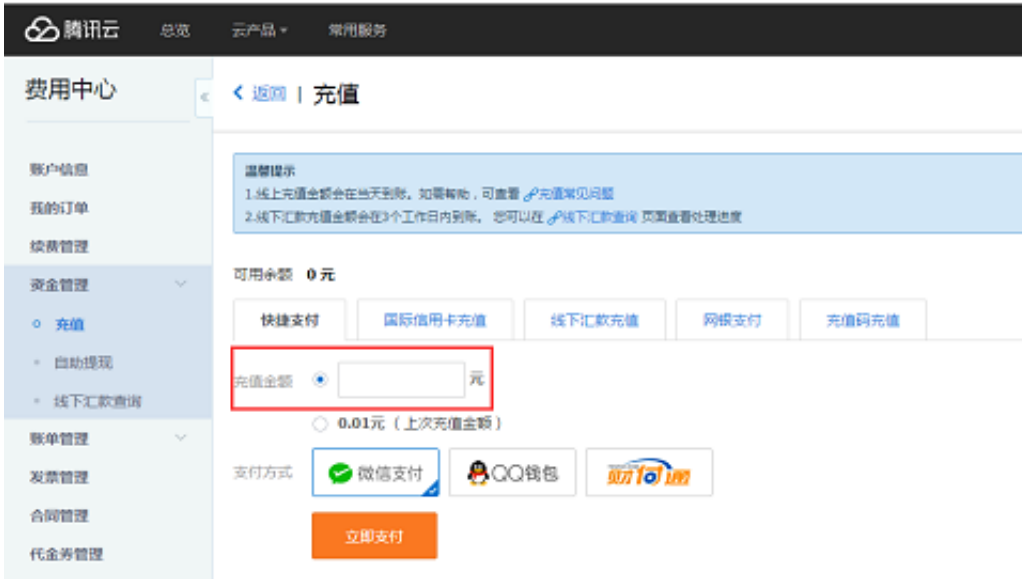 腾讯云 总览 云产品 常用服务
费用中心
返回 | 充值
账户信息
我的订单
续费管理
资金管理
充值
自助提现
线下汇款查询
账单管理
发票管理
合同管理
代金券管理
温馨提示
1.线上充值金额会在当天到账。如需帮助，可查看 充值常见问题
2.线下汇款充值金额会在3个工作日内到账。 您可以在 线下汇款查询 页面查看处理进度
可用余额 0 元
快捷支付 国际信用卡充值 线下汇款充值 网银支付 充值码充值
充值金额 元
0.01元（上次充值金额）
支付方式 微信支付 QQ钱包 财付通
立即支付